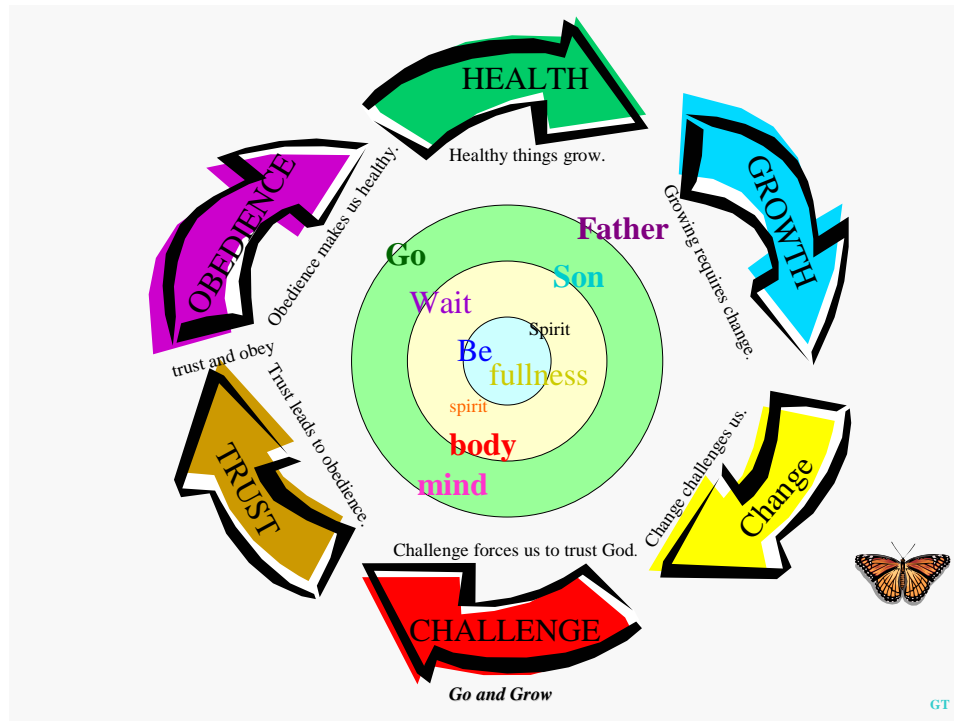 HEALTH
Healthy things grow.
GROWTH
Growing requires change.
Change
Change challenges us.
CHALLENGE
Challenge forces us to trust God.
TRUST
Trust leads to obedience.
trust and obey
OBEDIENCE
Obedience makes us healthy.
Father
Go
Son
Wait
Spirit
Be
fullness
spirit
body
mind
Go and Grow
GT